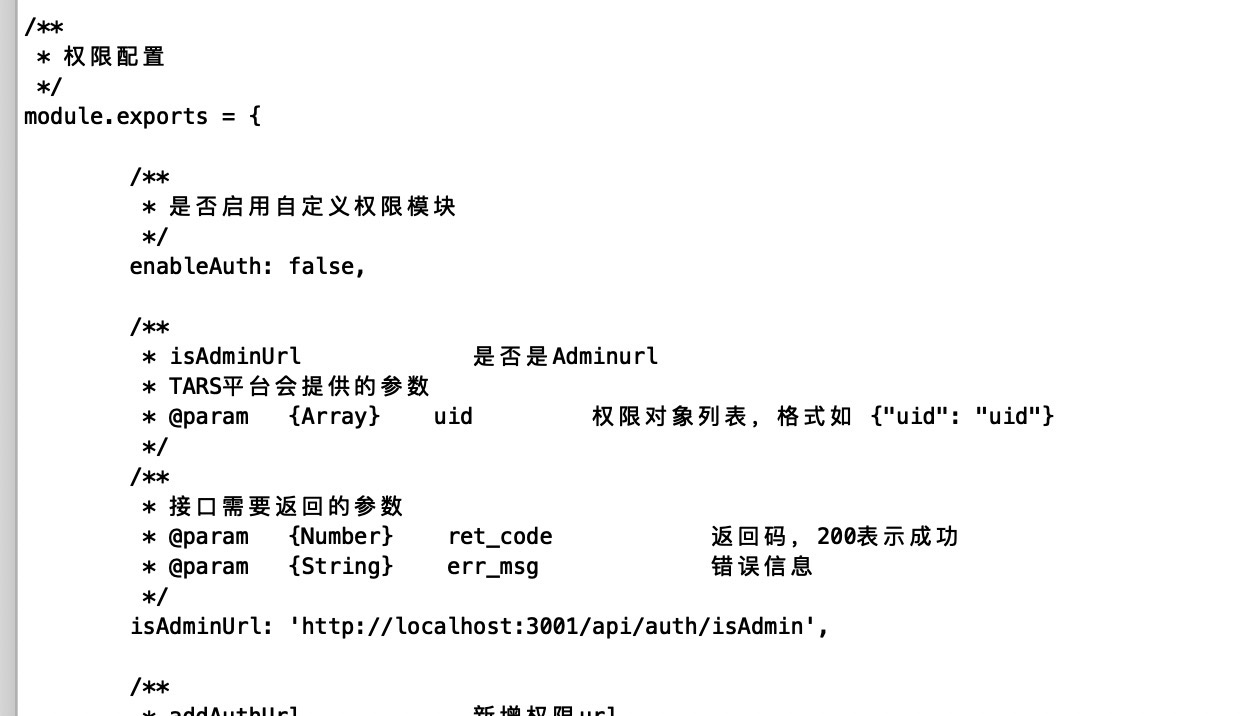 /**
 * 权限配置
 */
module.exports = {
/**
 * 是否启用自定义权限模块
 */
enableAuth: false,
/**
 * isAdminUrl 是否是Adminurl
 * TARS平台会提供的参数
 * @param {Array} uid 权限对象列表，格式如 {"uid": "uid"}
 */
/**
 * 接口需要返回的参数
 * @param {Number} ret_code 返回码，200表示成功
 * @param {String} err_msg 错误信息
 */
isAdminUrl: 'http://localhost:3001/api/auth/isAdmin',
/**
 * addAuthUrl 新增权限url